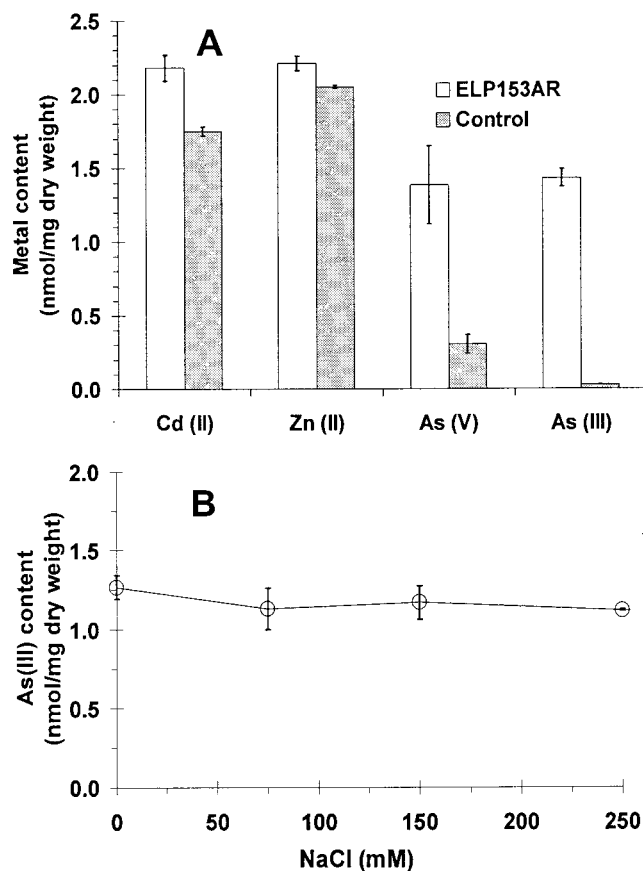 A
2.5
2.0
1.5
1.0
0.5
0.0
Metal content
(nmol/mg dry weight)
ELP153AR
Control
Cd (II) Zn (II) As (V) As (III)
B
2.0
1.5
1.0
0.5
0.0
As(III) content
(nmol/mg dry weight)
0 50 100 150 200 250
NaCl (mM)